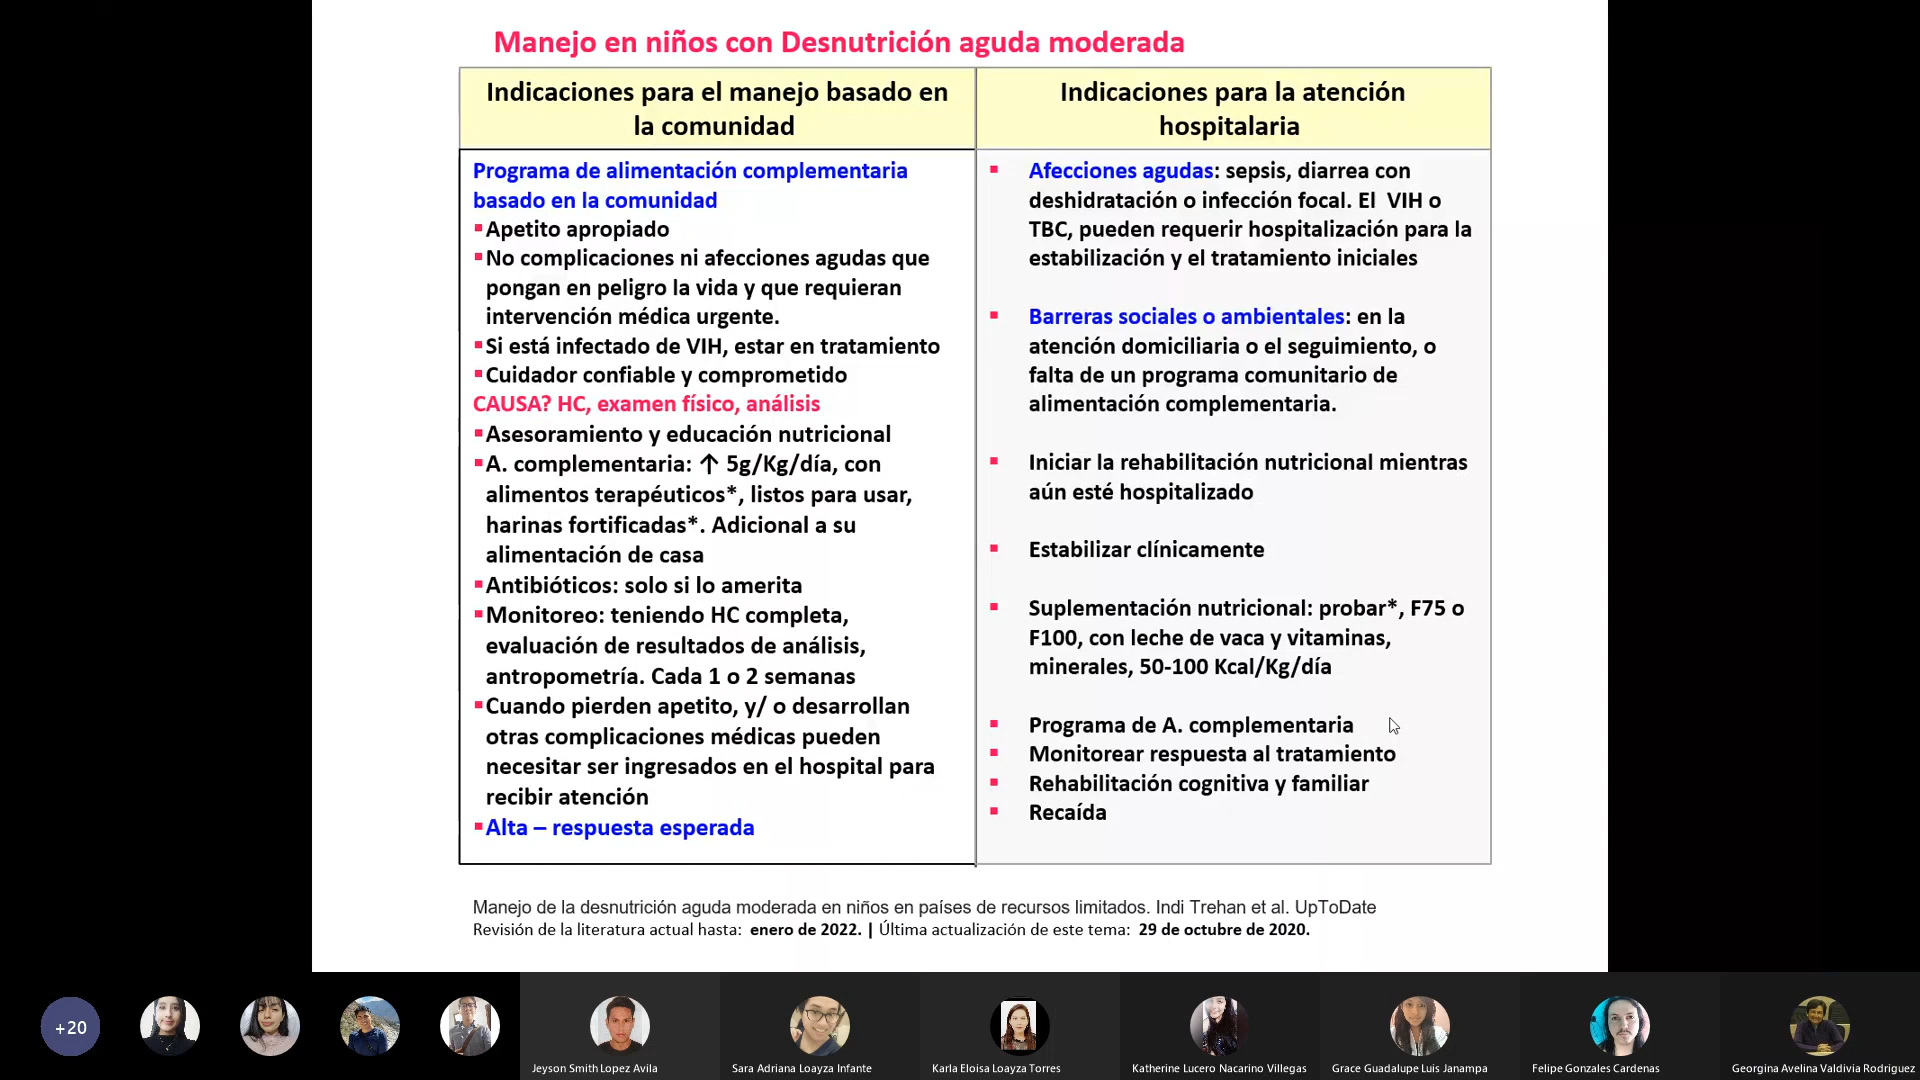 Manejo en niños con Desnutrición aguda moderada
Indicaciones para el manejo basado en
la comunidad
Indicaciones para la atención
hospitalaria
Programa de alimentación complementaria
basado en la comunidad
Apetito apropiado
No complicaciones ni afecciones agudas que
pongan en peligro la vida y que requieran
intervención médica urgente.
Si está infectado de VIH, estar en tratamiento
Cuidador confiable y comprometido
CAUSA? HC, examen físico, análisis
Asesoramiento y educación nutricional
A. complementaria: ↑ 5g/Kg/día, con
alimentos terapéuticos*, listos para usar,
harinas fortificadas*. Adicional a su
alimentación de casa
Antibióticos: solo si lo amerita
Monitoreo: teniendo HC completa,
evaluación de resultados de análisis,
antropometría. Cada 1 o 2 semanas
Cuando pierden apetito, y/ o desarrollan
otras complicaciones médicas pueden
necesitar ser ingresados en el hospital para
recibir atención
Alta – respuesta esperada
Afecciones agudas: sepsis, diarrea con
deshidratación o infección focal. El VIH o
TBC, pueden requerir hospitalización para la
estabilización y el tratamiento iniciales
Barreras sociales o ambientales: en la
atención domiciliaria o el seguimiento, o
falta de un programa comunitario de
alimentación complementaria.
Iniciar la rehabilitación nutricional mientras
aún esté hospitalizado
Estabilizar clínicamente
Suplementación nutricional: probar*, F75 o
F100, con leche de vaca y vitaminas,
minerales, 50-100 Kcal/Kg/día
Programa de A. complementaria
Monitorear respuesta al tratamiento
Rehabilitación cognitiva y familiar
Recaída
Manejo de la desnutrición aguda moderada en niños en países de recursos limitados. Indi Trehan et al. UpToDate
Revisión de la literatura actual hasta: enero de 2022. | Última actualización de este tema: 29 de octubre de 2020.
+20
Jeyson Smith Lopez Avila
Sara Adriana Loayza Infante
Karla Eloisa Loayza Torres
Katherine Lucero Nacarino Villegas
Grace Guadalupe Luis Janampa
Felipe Gonzales Cardenas
Georgina Avelina Valdivia Rodriguez